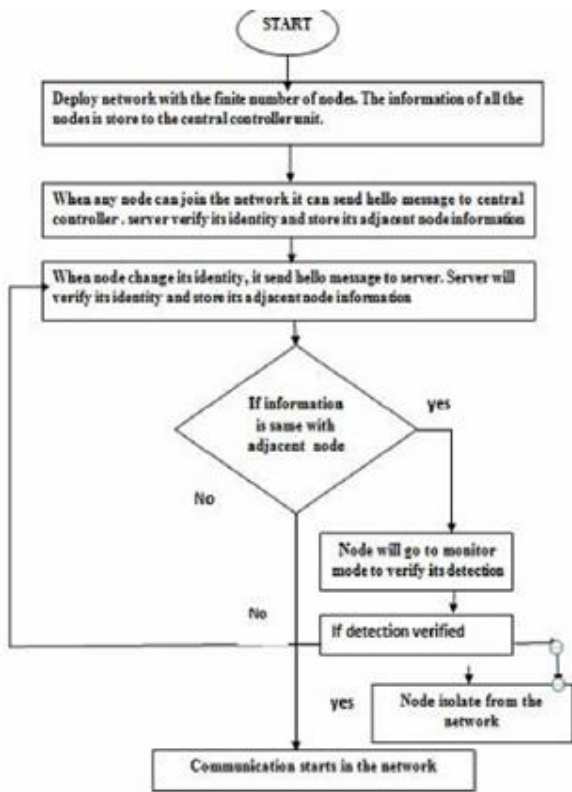 START
Deploy network with the finite number of nodes. The information of all the
nodes is store to the central controller unit.
When any node can join the network it can send hello message to central
controller . server verify its identity and store its adjacent node information
When node change its identity, it send hello message to server. Server will
verify its identity and store its adjacent node information
If information
is same with
adjacent node
yes
No
Node will go to monitor
mode to verify its detection
No
If detection verified
yes
Node isolate from the
network
Communication starts in the network